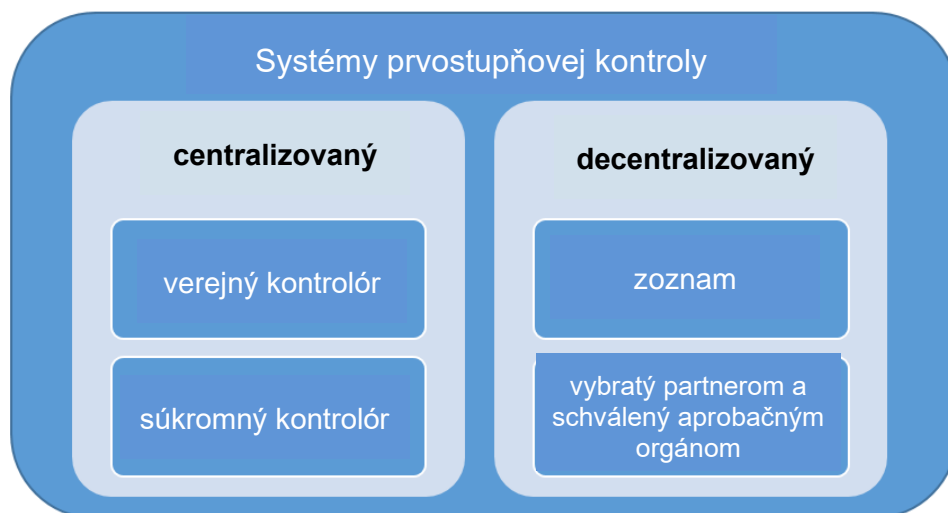 Systémy prvostupňovej kontroly
centralizovaný
verejný kontrolór
súkromný kontrolór
decentralizovaný
zoznam
vybratý partnerom a
schválený aprobačným
orgánom